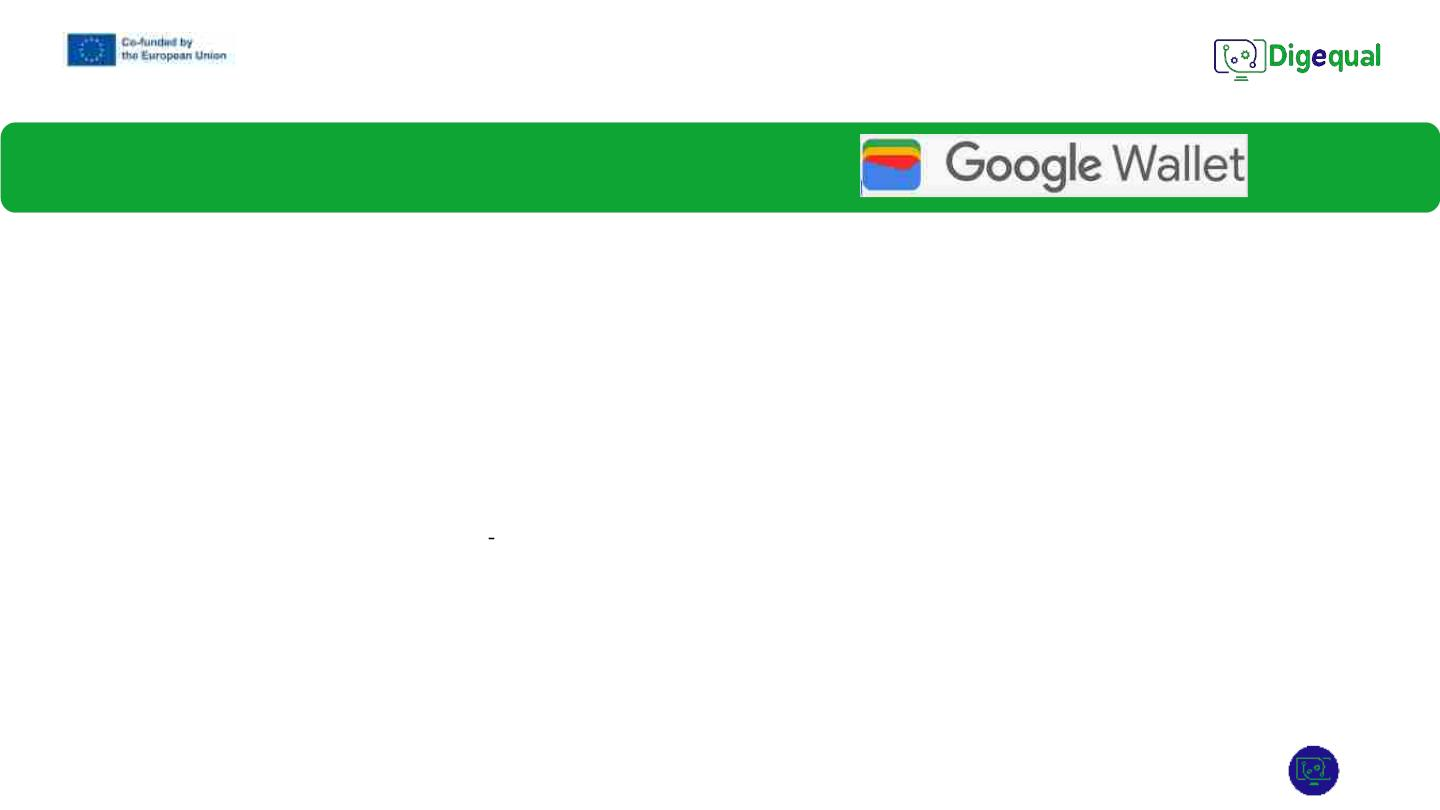 Co-funded by
the European Union
Digequal
Google Wallet
-